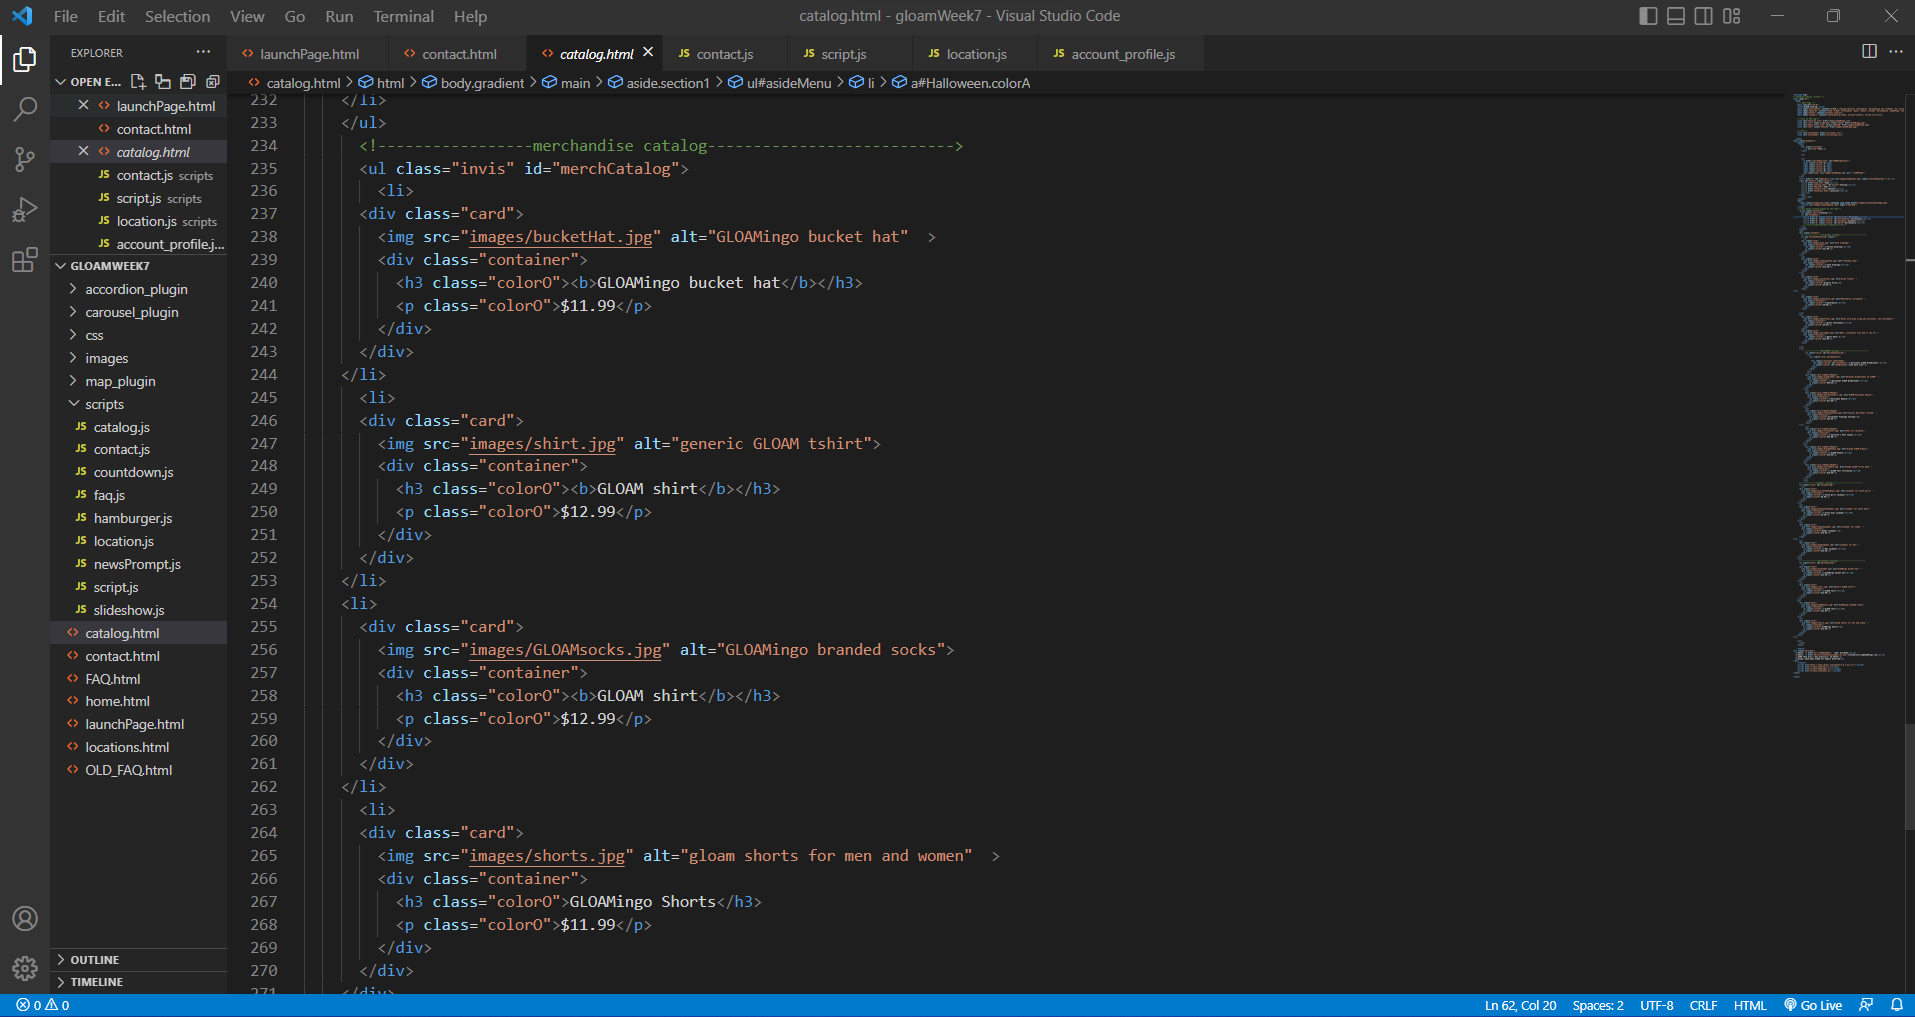 File Edit Selection View Go Run Terminal Help
catalog.html - gloamWeek7 - Visual Studio Code
EXPLORER ...
launchPage.html contact.html catalog.html JS contact.js JS script.js JS location.js JS account_profile.js
catalog.html > html > body.gradient > main > aside.section1 > ul#asideMenu > li > a#Halloween.colorA
OPEN E...
launchPage.html
contact.html
catalog.html
JS contact.js scripts
JS script.js scripts
JS location.js scripts
JS account_profile.j...
GLOAMWEEK7
accordion_plugin
carousel_plugin
css
images
map_plugin
scripts
JS catalog.js
JS contact.js
JS countdown.js
JS faq.js
JS hamburger.js
JS location.js
JS newsPrompt.js
JS script.js
JS slideshow.js
catalog.html
contact.html
FAQ.html
home.html
launchPage.html
locations.html
OLD_FAQ.html
OUTLINE
TIMELINE
232 </li>
233 </ul>
234 <!-----------------merchandise catalog--------------------------->
235 <ul class="invis" id="merchCatalog">
236 <li>
237 <div class="card">
238 <img src="images/bucketHat.jpg" alt="GLOAMingo bucket hat"  >
239 <div class="container">
240 <h3 class="colorO"><b>GLOAMingo bucket hat</b></h3>
241 <p class="colorO">$11.99</p>
242 </div>
243 </div>
244 </li>
245 <li>
246 <div class="card">
247 <img src="images/shirt.jpg" alt="generic GLOAM tshirt">
248 <div class="container">
249 <h3 class="colorO"><b>GLOAM shirt</b></h3>
250 <p class="colorO">$12.99</p>
251 </div>
252 </div>
253 </li>
254 <li>
255 <div class="card">
256 <img src="images/GLOAMsocks.jpg" alt="GLOAMingo branded socks">
257 <div class="container">
258 <h3 class="colorO"><b>GLOAM shirt</b></h3>
259 <p class="colorO">$12.99</p>
260 </div>
261 </div>
262 </li>
263 <li>
264 <div class="card">
265 <img src="images/shorts.jpg" alt="gloam shorts for men and women"  >
266 <div class="container">
267 <h3 class="colorO">GLOAMingo Shorts</h3>
268 <p class="colorO">$11.99</p>
269 </div>
270 </div>
271 </div>
0 0
Ln 62, Col 20 Spaces: 2 UTF-8 CRLF HTML Go Live